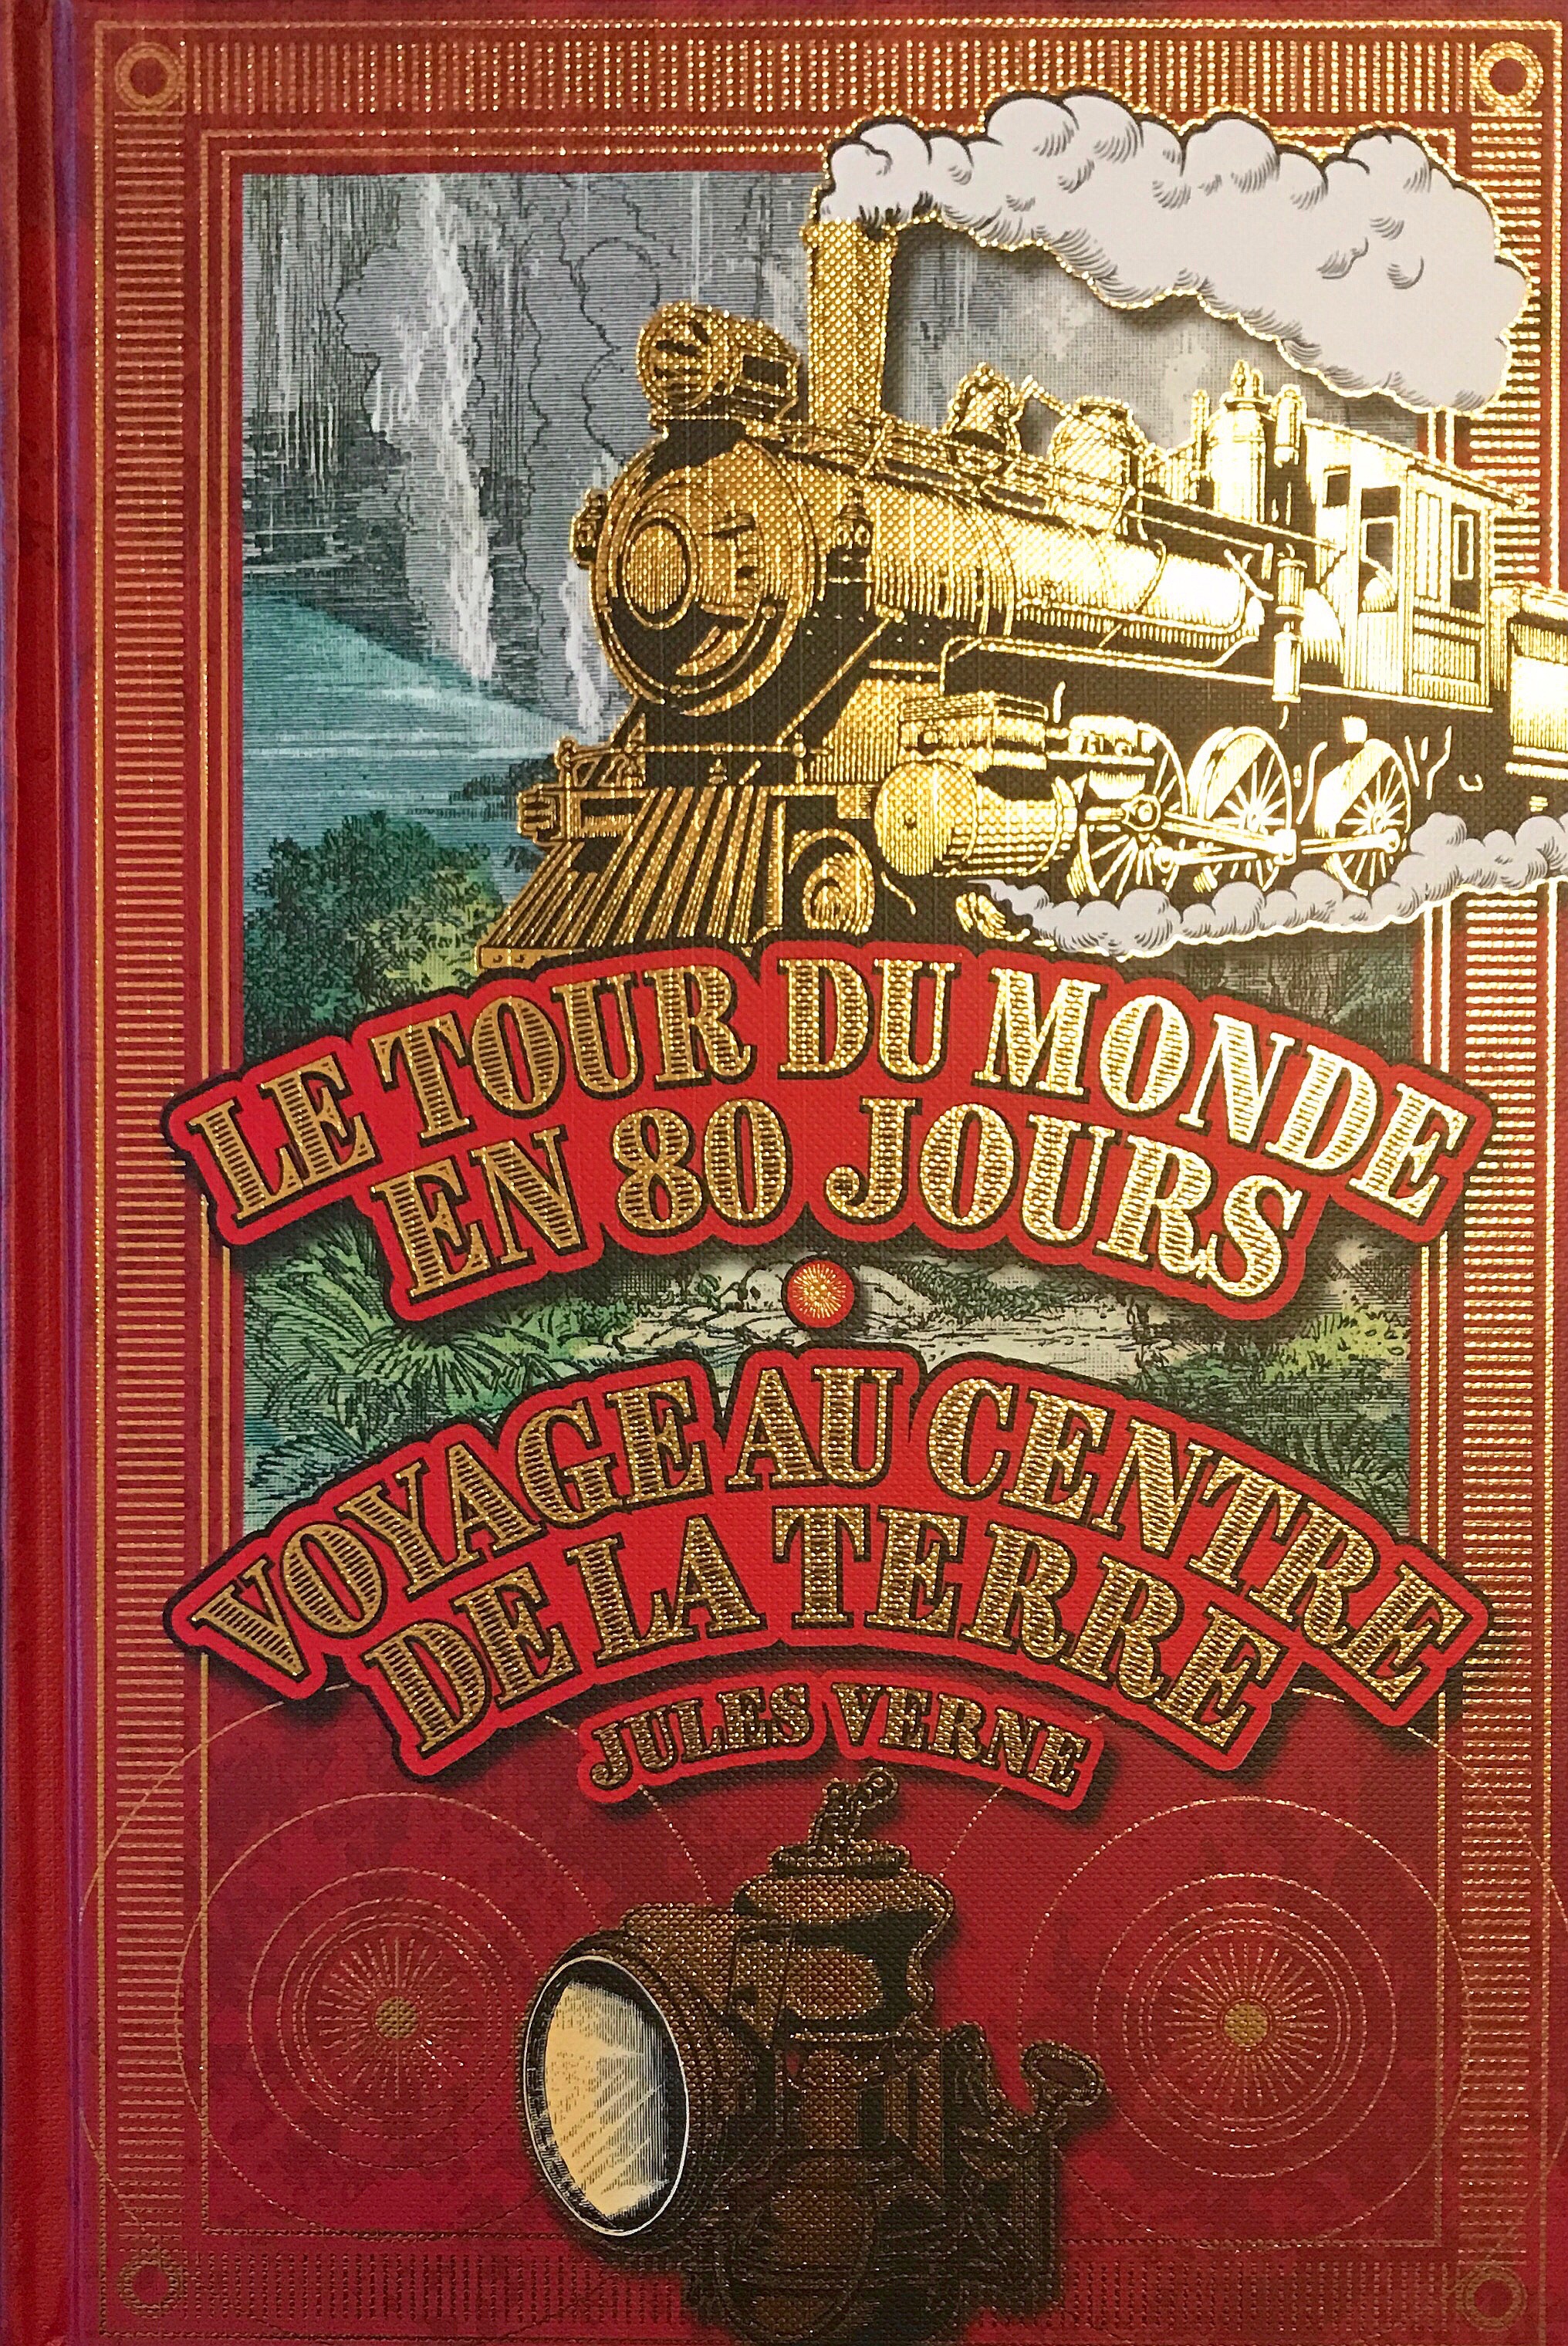 LE TOUR DU MONDE
EN 80 JOURS
VOYAGE AU CENTRE
DE LA TERRE
JULES VERNE